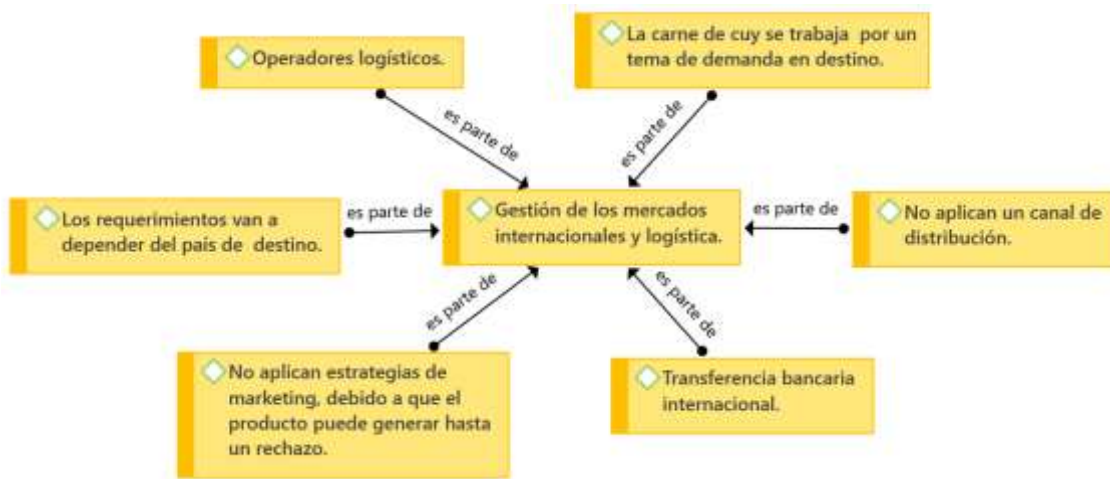 Operadores logísticos.
La carne de cuy se trabaja por un
tema de demanda en destino.
es parte de
es parte de
Los requerimientos van a
depender del país de destino.
es parte de
Gestión de los mercados
internacionales y logística.
es parte de
No aplican un canal de
distribución.
es parte de
es parte de
No aplican estrategias de
marketing, debido a que el
producto puede generar hasta
un rechazo.
Transferencia bancaria
internacional.